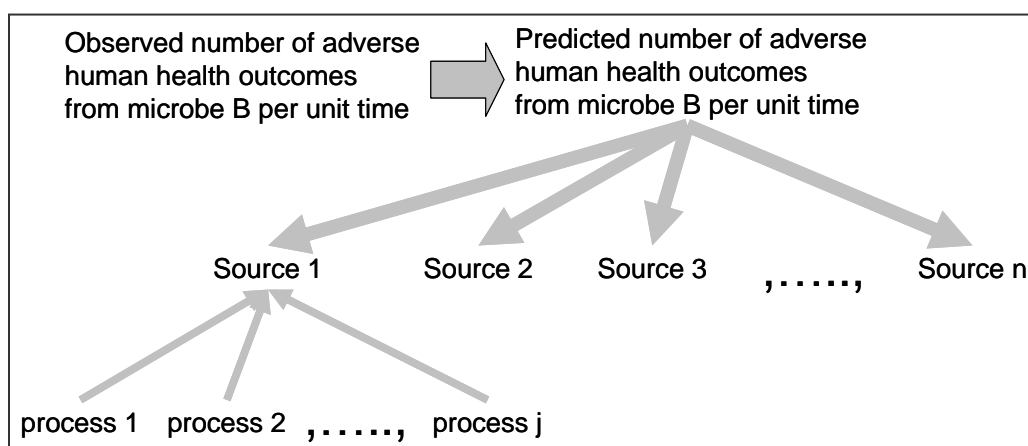 Observed number of adverse
human health outcomes
from microbe B per unit time
Predicted number of adverse
human health outcomes
from microbe B per unit time
Source 1 Source 2 Source 3 ,....., Source n
process 1 process 2 ,....., process j